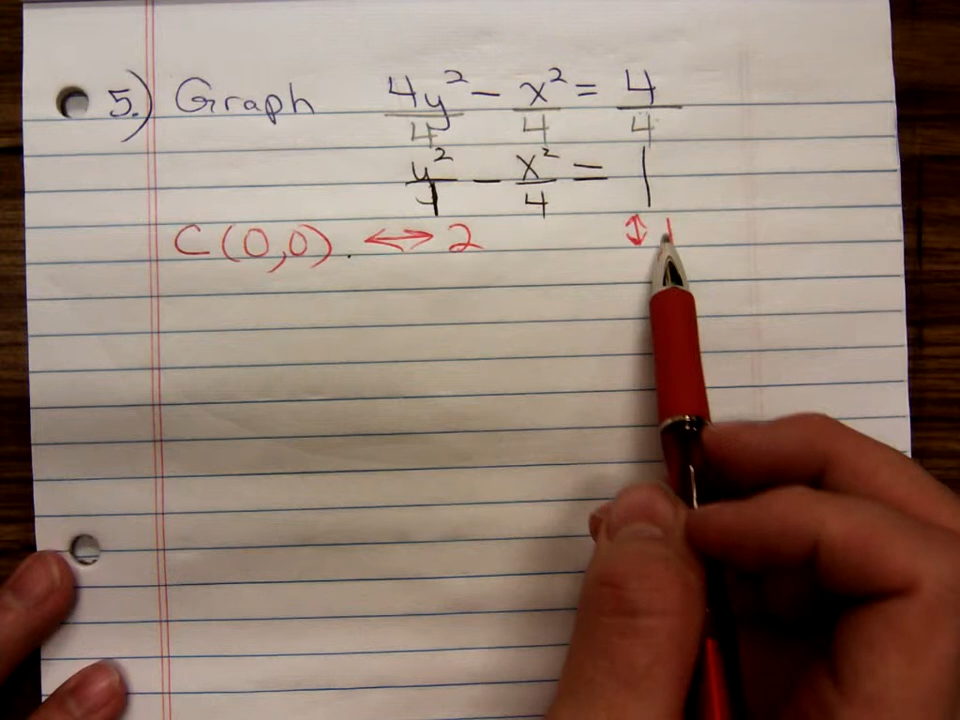 5.) Graph 4y²/4 - x²/4 = 4/4
y²/1 - x²/4 = 1
C(0,0). ↔ 2 ↕ 1